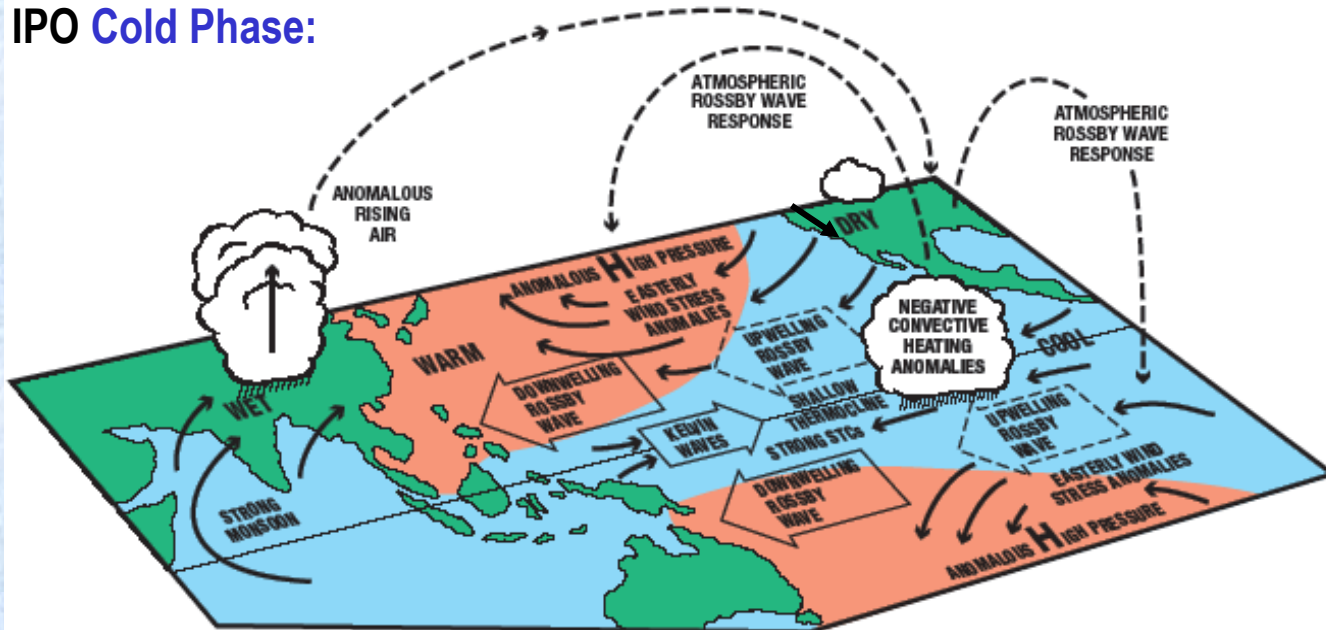 IPO Cold Phase:
ATMOSPHERIC
ROSSBY WAVE
RESPONSE
ATMOSPHERIC
ROSSBY WAVE
RESPONSE
ANOMALOUS
RISING
AIR
DRY
ANOMALOUS HIGH PRESSURE
EASTERLY
WIND STRESS
ANOMALIES
NEGATIVE
CONVECTIVE
HEATING
ANOMALIES
COOL
WARM
UPWELLING
ROSSBY
WAVE
WET
DOWNWELLING
ROSSBY
WAVE
SHALLOW
THERMOCLINE
STRONG STCs
KELVIN
WAVES
UPWELLING
ROSSBY
WAVE
STRONG
MONSOON
DOWNWELLING
ROSSBY
WAVE
EASTERLY WIND
STRESS ANOMALIES
ANOMALOUS HIGH PRESSURE